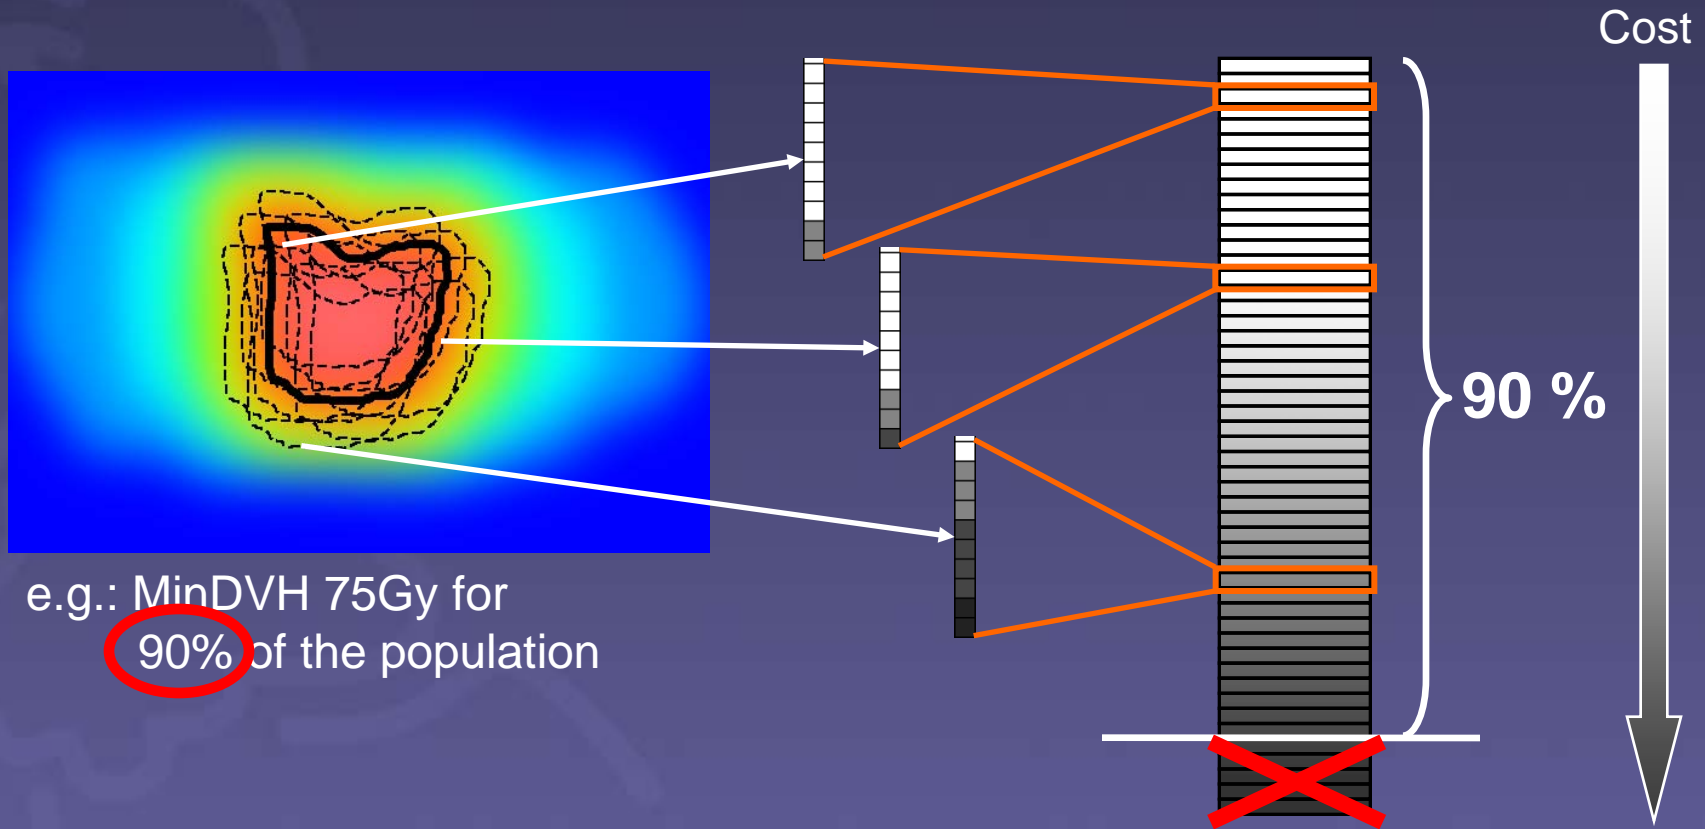 Cost
90 %
e.g.: MinDVH 75Gy for
90% of the population